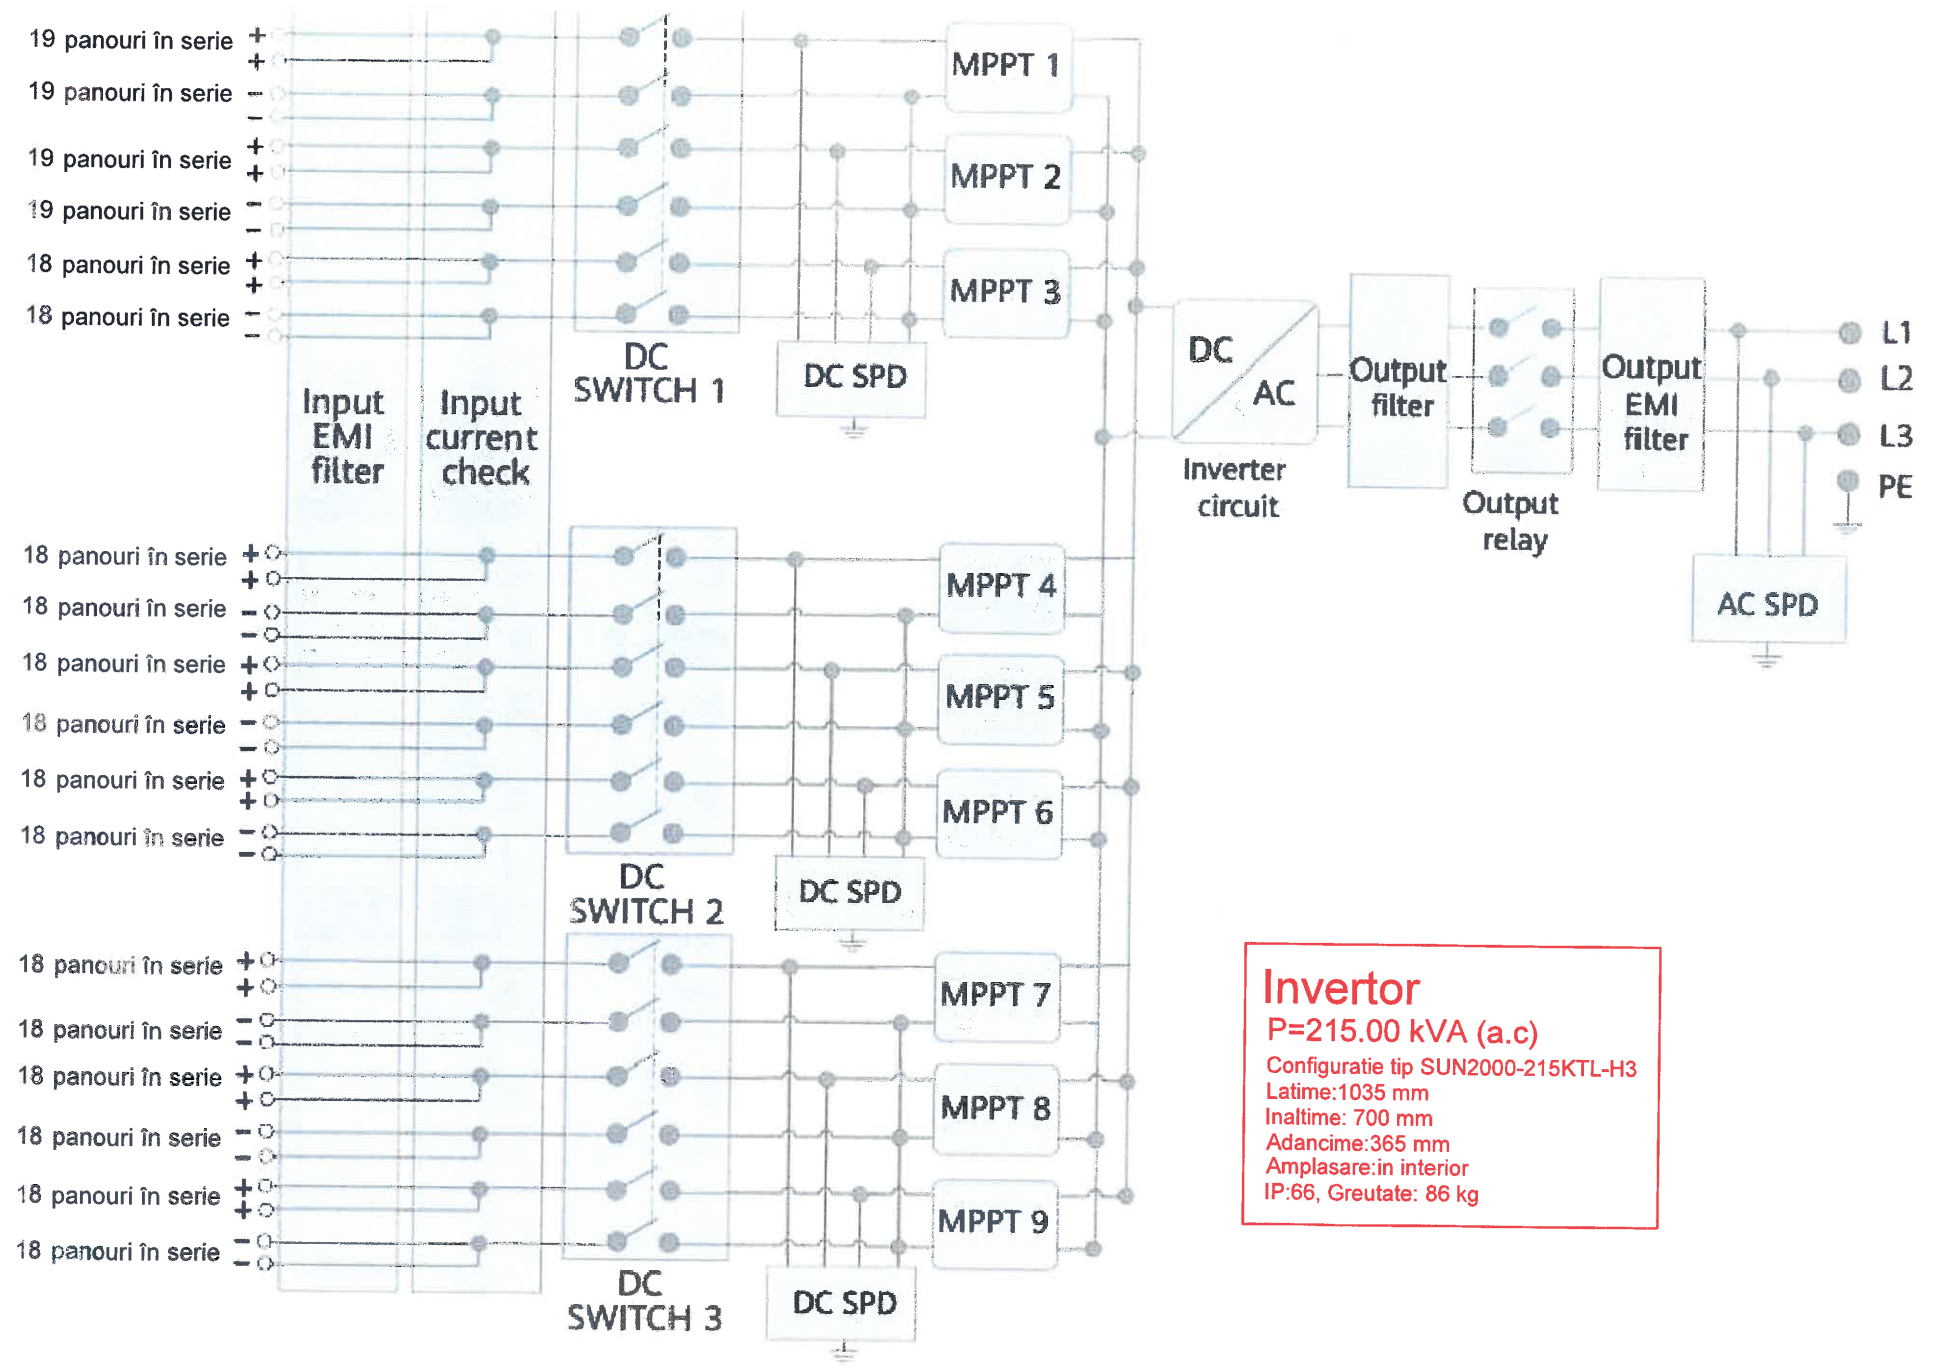 19 panouri în serie + +
19 panouri în serie - -
19 panouri în serie + +
19 panouri în serie - -
18 panouri în serie + +
18 panouri în serie - -
MPPT 1
MPPT 2
MPPT 3
DC
SWITCH 1
DC SPD
Input
EMI
filter
Input
current
check
DC
AC
Inverter
circuit
Output
filter
Output
relay
Output
EMI
filter
L1
L2
L3
PE
AC SPD
18 panouri în serie + +
18 panouri în serie - -
18 panouri în serie + +
18 panouri în serie - -
18 panouri în serie + +
18 panouri în serie - -
MPPT 4
MPPT 5
MPPT 6
DC
SWITCH 2
DC SPD
18 panouri în serie + +
18 panouri în serie - -
18 panouri în serie + +
18 panouri în serie - -
18 panouri în serie + +
18 panouri în serie - -
MPPT 7
MPPT 8
MPPT 9
DC
SWITCH 3
DC SPD
Invertor
P=215.00 kVA (a.c)
Configuratie tip SUN2000-215KTL-H3
Latime:1035 mm
Inaltime: 700 mm
Adancime:365 mm
Amplasare:in interior
IP:66, Greutate: 86 kg